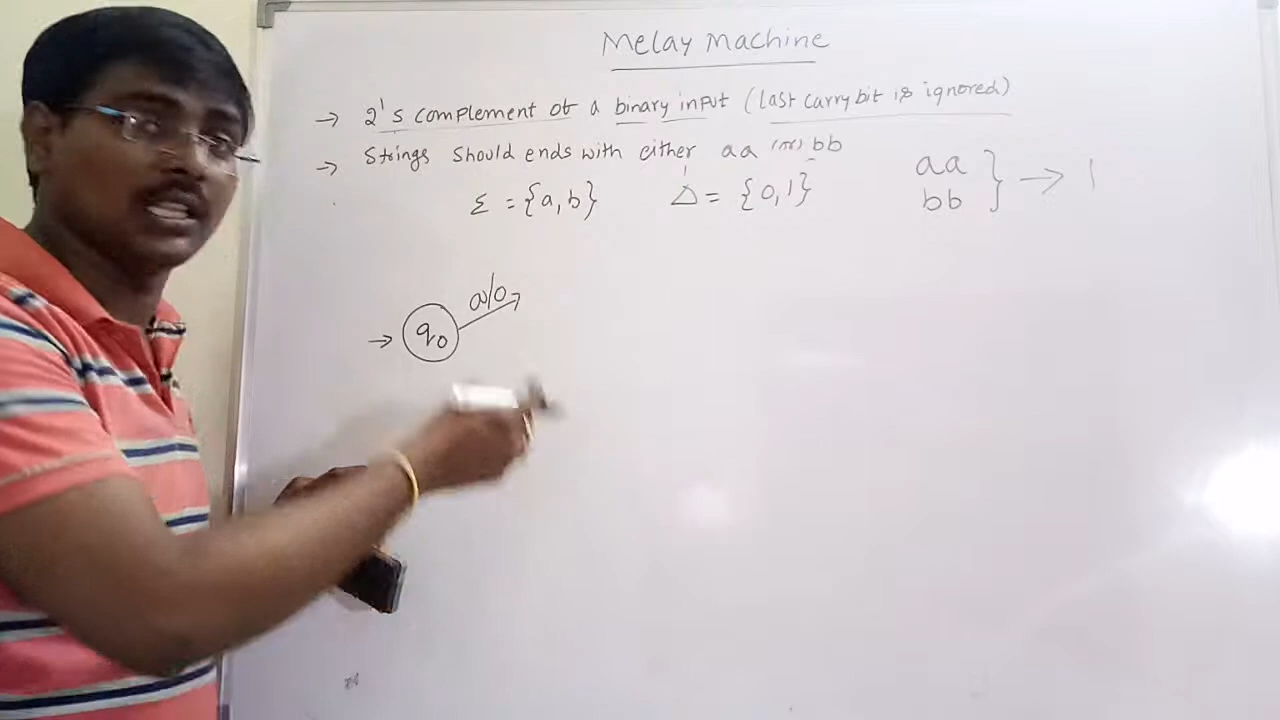 Melay Machine
→ 2's complement of a binary input (Last carry bit is ignored)
→ Strings should ends with either aa (or) bb
Σ = {a, b} Δ = {0, 1}
aa
bb } → 1
→ q0 a/0